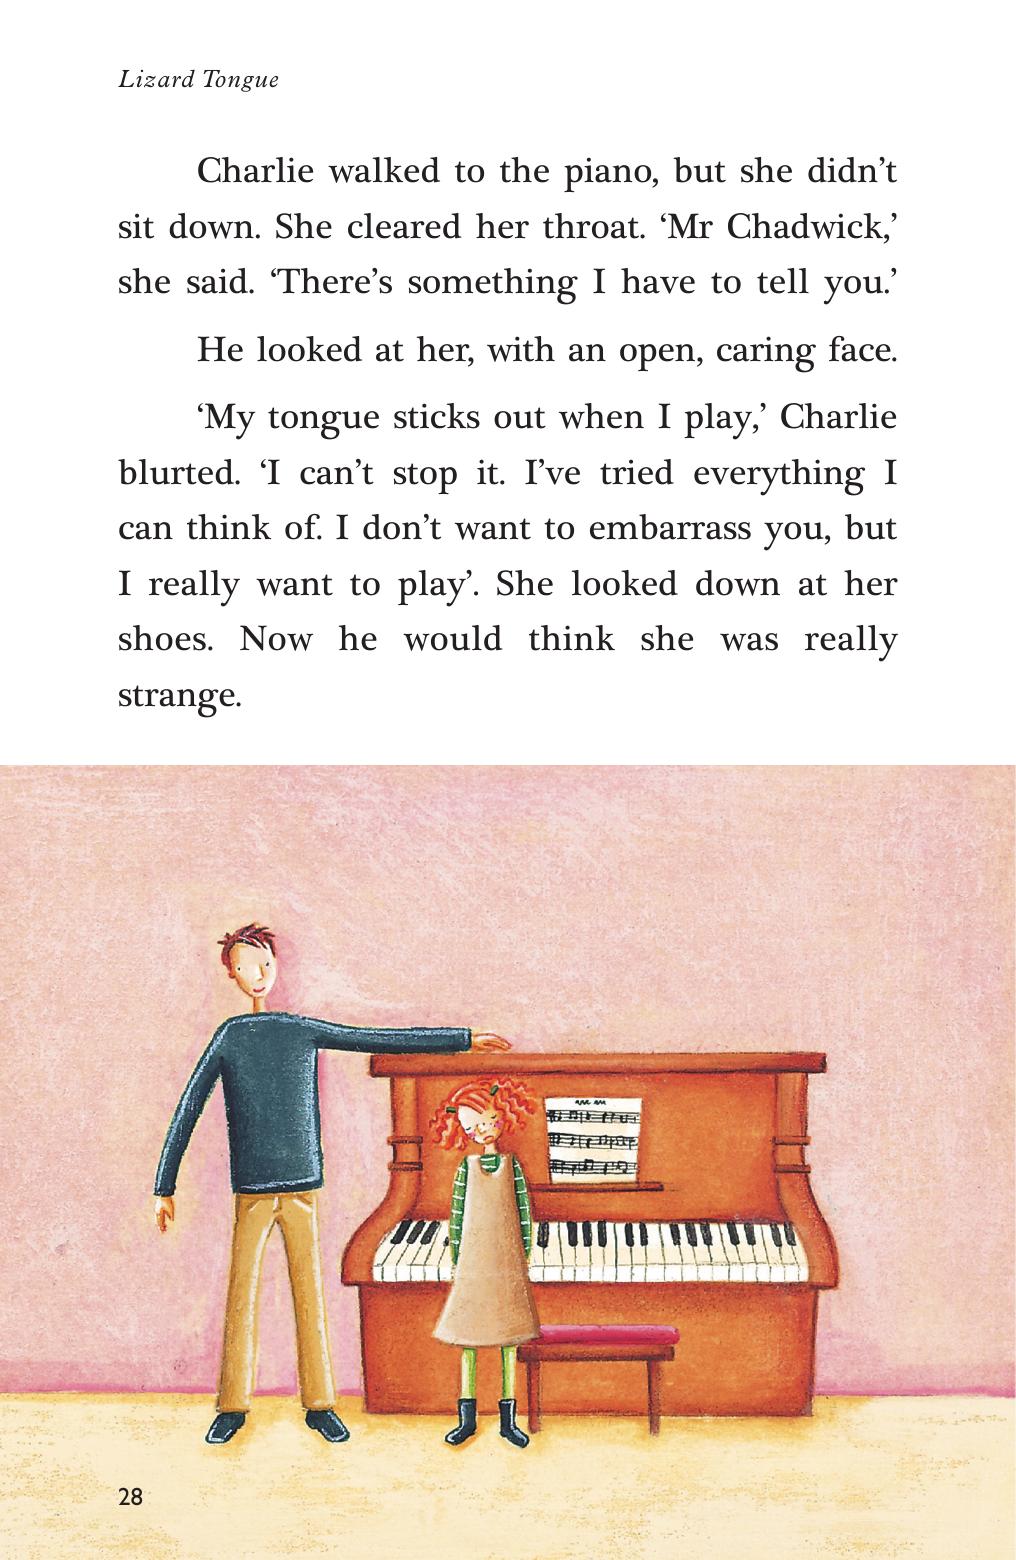 Lizard Tongue
Charlie walked to the piano, but she didn’t
sit down. She cleared her throat. ‘Mr Chadwick,’
she said. ‘There’s something I have to tell you.’
He looked at her, with an open, caring face.
‘My tongue sticks out when I play,’ Charlie
blurted. ‘I can’t stop it. I’ve tried everything I
can think of. I don’t want to embarrass you, but
I really want to play’. She looked down at her
shoes. Now he would think she was really
strange.
28